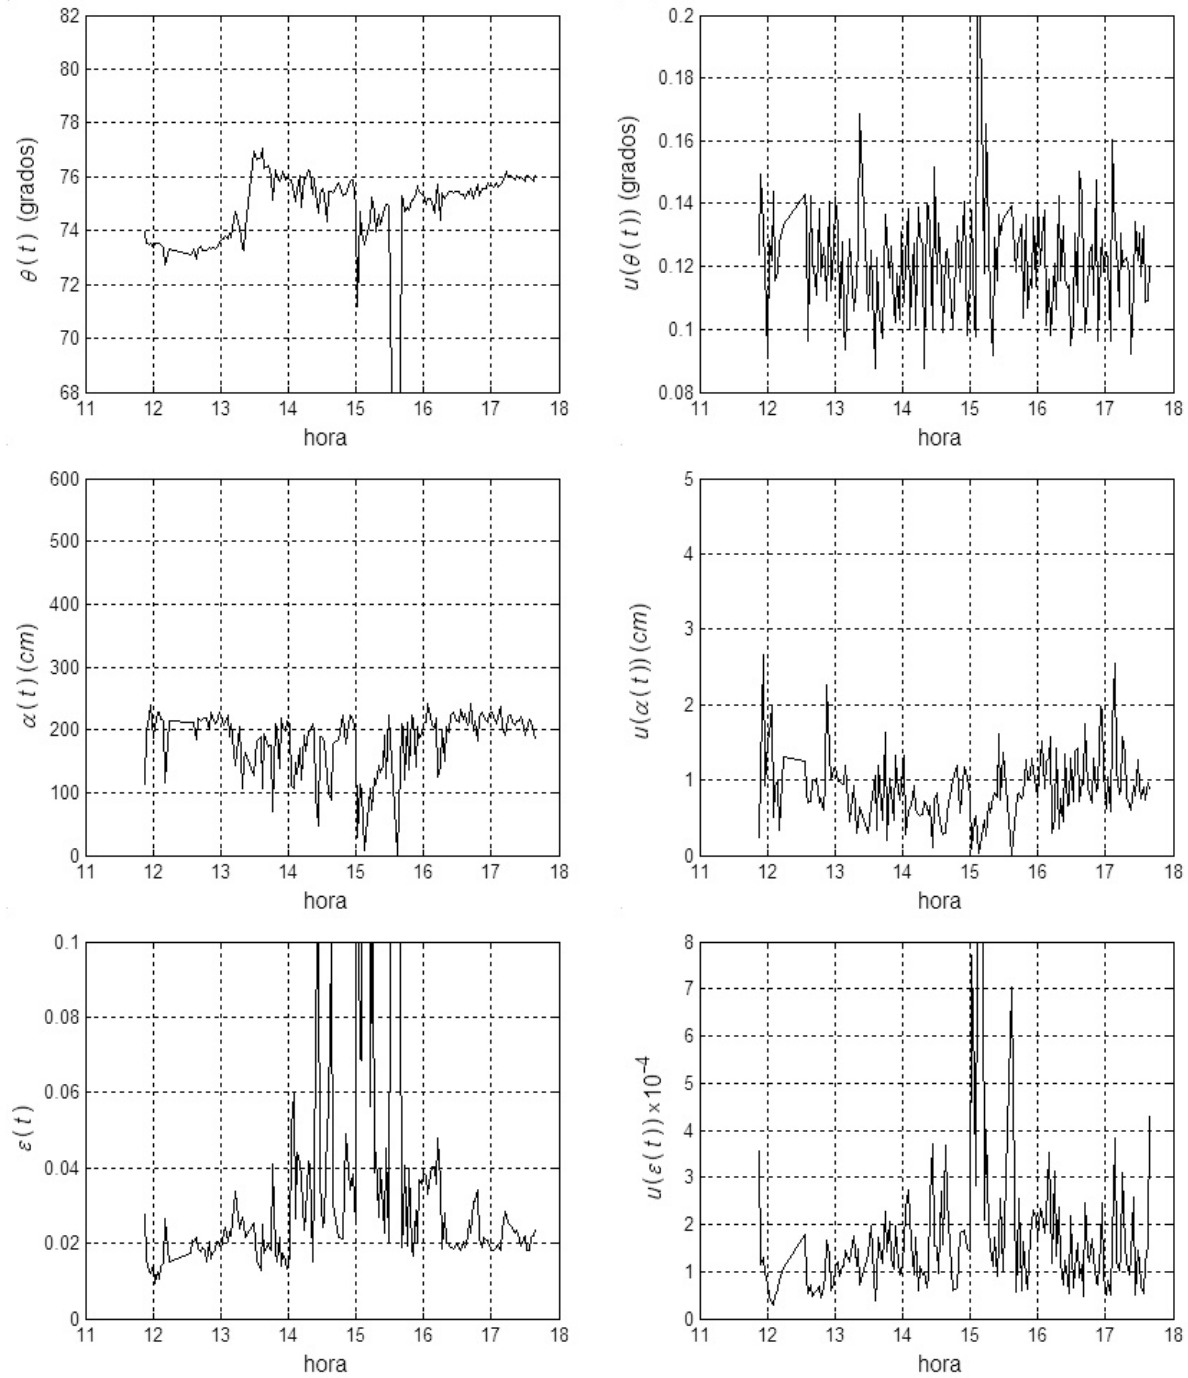 82
80
78
76
74
72
70
68
θ(t) (grados)
11 12 13 14 15 16 17 18
hora
0.2
0.18
0.16
0.14
0.12
0.1
0.08
u(θ(t)) (grados)
11 12 13 14 15 16 17 18
hora
600
500
400
300
200
100
0
α(t)(cm)
11 12 13 14 15 16 17 18
hora
5
4
3
2
1
0
u(α(t))(cm)
11 12 13 14 15 16 17 18
hora
0.1
0.08
0.06
0.04
0.02
0
ε(t)
11 12 13 14 15 16 17 18
hora
8
7
6
5
4
3
2
1
0
u(ε(t))×10⁻⁴
11 12 13 14 15 16 17 18
hora